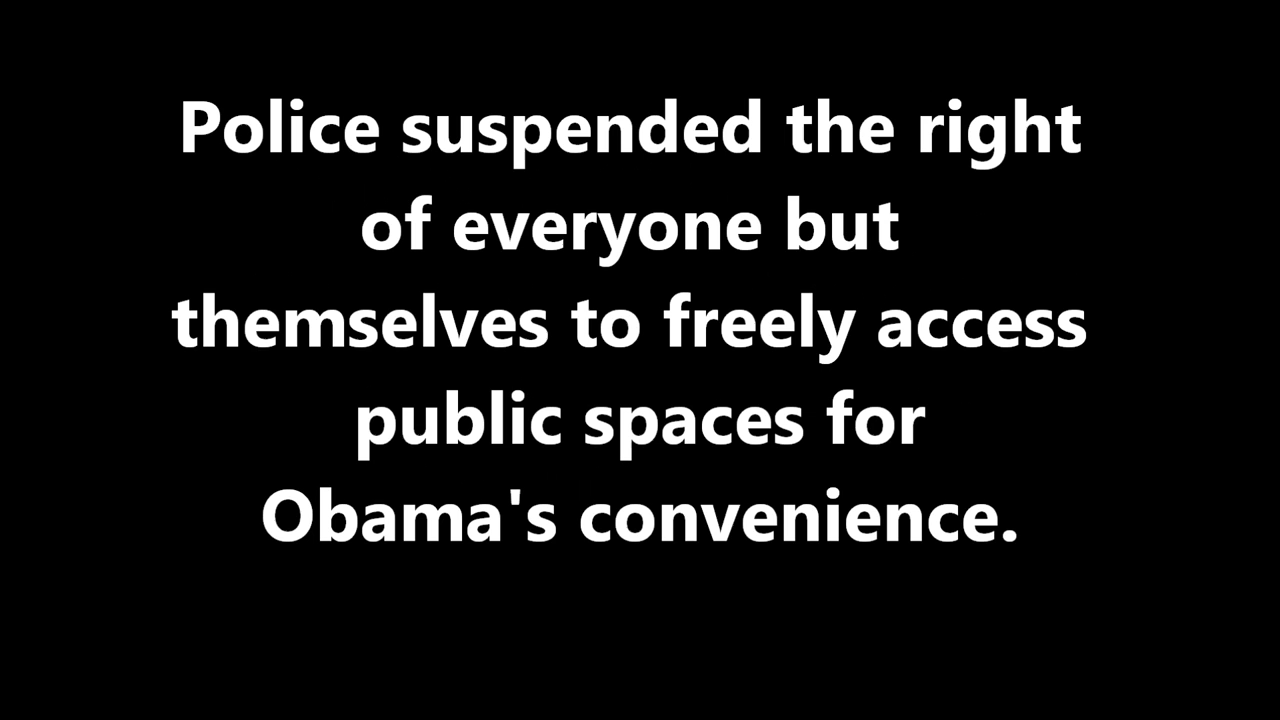 Police suspended the right
of everyone but
themselves to freely access
public spaces for
Obama's convenience.